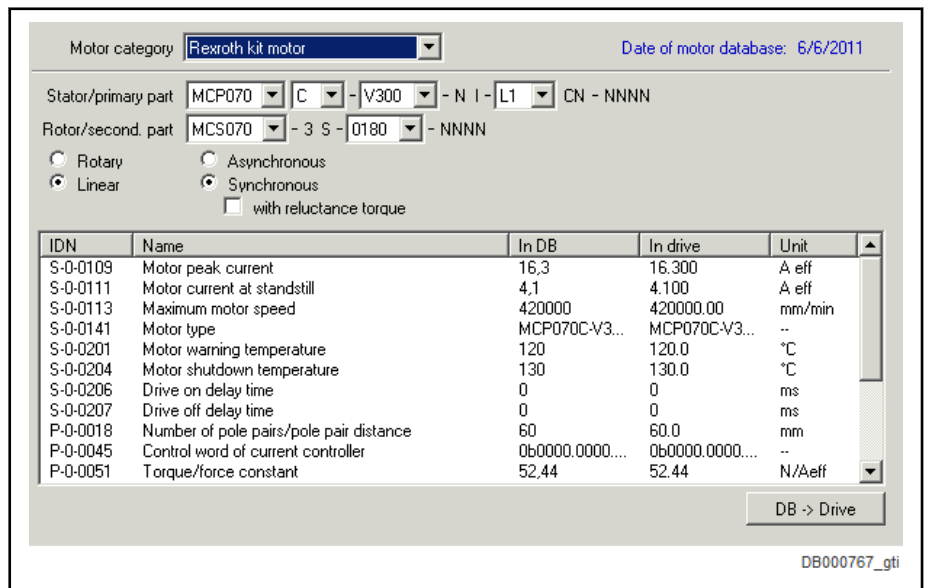 Motor category Rexroth kit motor Date of motor database: 6/6/2011
Stator/primary part MCP070 C - V300 - N I - L1 CN - NNNN
Rotor/second. part MCS070 - 3 S - 0180 - NNNN
Rotary Asynchronous
Linear Synchronous
with reluctance torque
IDN Name In DB In drive Unit
S-0-0109 Motor peak current 16,3 16.300 A eff
S-0-0111 Motor current at standstill 4,1 4.100 A eff
S-0-0113 Maximum motor speed 420000 420000.00 mm/min
S-0-0141 Motor type MCP070C-V3... MCP070C-V3... --
S-0-0201 Motor warning temperature 120 120.0 °C
S-0-0204 Motor shutdown temperature 130 130.0 °C
S-0-0206 Drive on delay time 0 0 ms
S-0-0207 Drive off delay time 0 0 ms
P-0-0018 Number of pole pairs/pole pair distance 60 60.0 mm
P-0-0045 Control word of current controller 0b0000.0000.... 0b0000.0000.... --
P-0-0051 Torque/force constant 52,44 52.44 N/Aeff
DB -> Drive
DB000767_gti